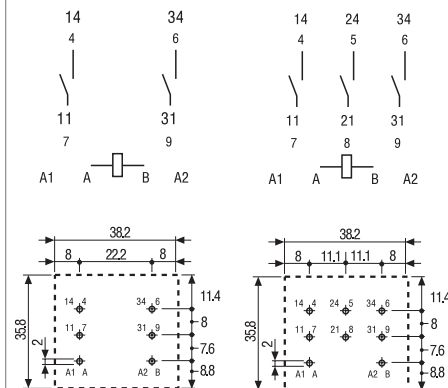 14 34
4 6
11 31
7 9
A1 A B A2
38.2
8 22.2 8
11.4
14 4 34 6
8
35.8
11 7 31 9
7.6
2
A1 A A2 B
8.8
14 24 34
4 5 6
11 21 31
7 8 9
A1 A B A2
38.2
8 11.1 11.1 8
11.4
14 4 24 5 34 6
8
35.8
11 7 21 8 31 9
7.6
2
A1 A A2 B
8.8